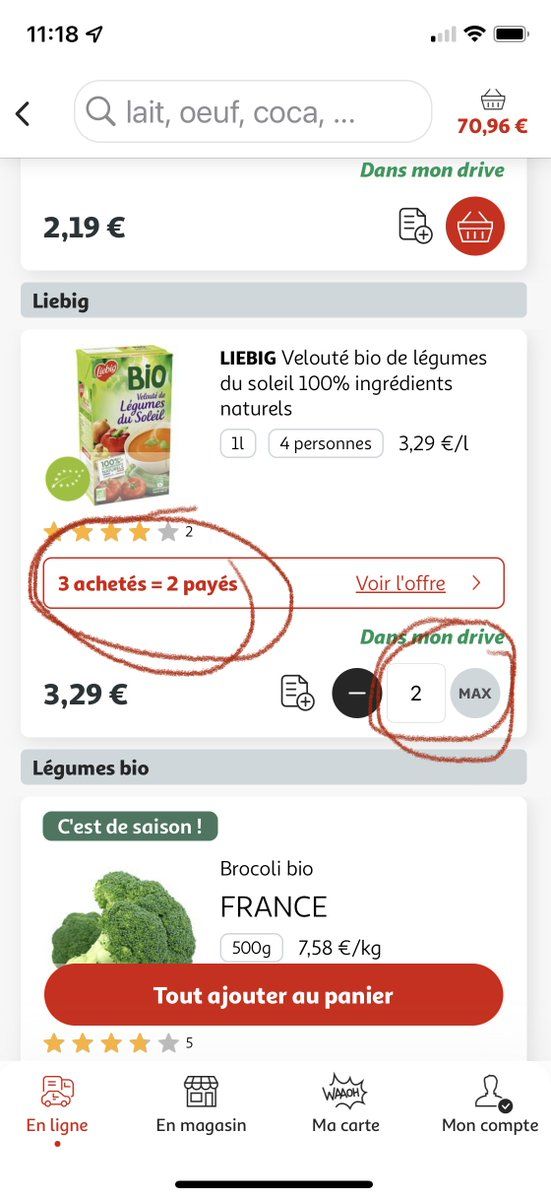 11:18
lait, oeuf, coca, ...
70,96 €
Dans mon drive
2,19 €
Liebig
Liebig
BiO
Velouté de
Légumes
du Soleil
100%
LIEBIG Velouté bio de légumes
du soleil 100% ingrédients
naturels
1l 4 personnes 3,29 €/l
2
3 achetés = 2 payés Voir l'offre
Dans mon drive
3,29 € 2 MAX
Légumes bio
C'est de saison !
Brocoli bio
FRANCE
500g 7,58 €/kg
Tout ajouter au panier
5
WAAOH
En ligne En magasin Ma carte Mon compte